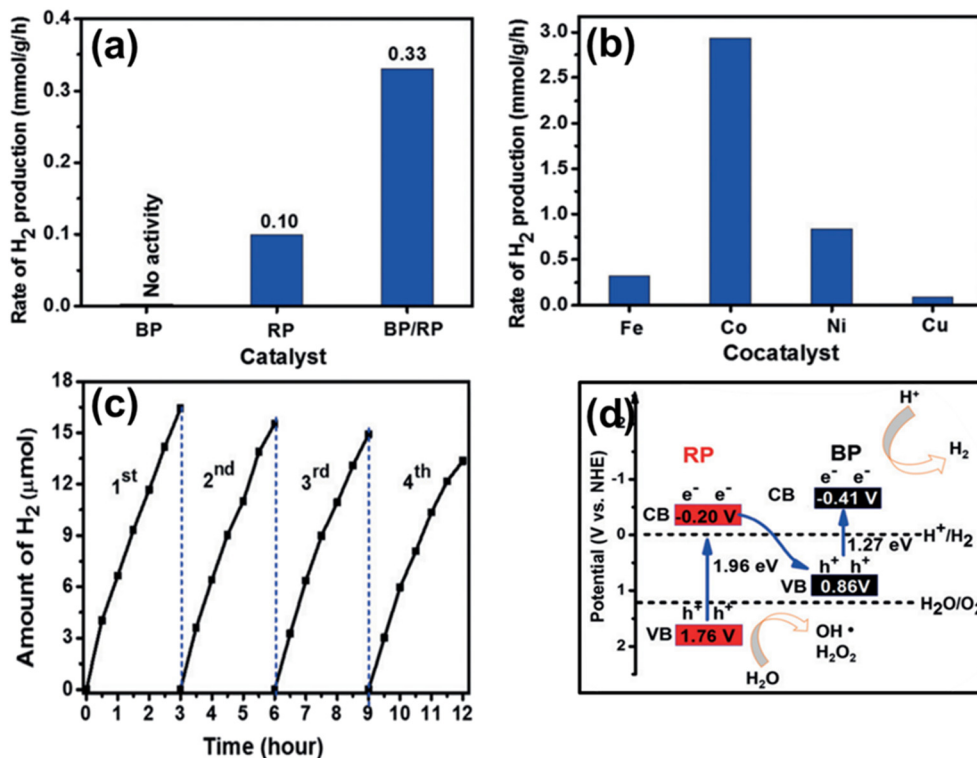 (a)
Rate of H2 production (mmol/g/h)
0.4
0.3
0.2
0.1
0.0
No activity
0.10
0.33
BP RP BP/RP
Catalyst
(b)
Rate of H2 production (mmol/g/h)
3.0
2.5
2.0
1.5
1.0
0.5
0.0
Fe Co Ni Cu
Cocatalyst
(c)
Amount of H2 (μmol)
18
15
12
9
6
3
0
1st 2nd 3rd 4th
0 1 2 3 4 5 6 7 8 9 10 11 12
Time (hour)
(d)
Potential (V vs. NHE)
-1
0
1
2
H+
H2
RP BP
e- e-
CB -0.20 V
e- e-
CB -0.41 V
H+/H2
1.96 eV
1.27 eV
h+ h+
VB 0.86V
H2O/O2
h+ h+
VB 1.76 V
OH •
H2O2
H2O